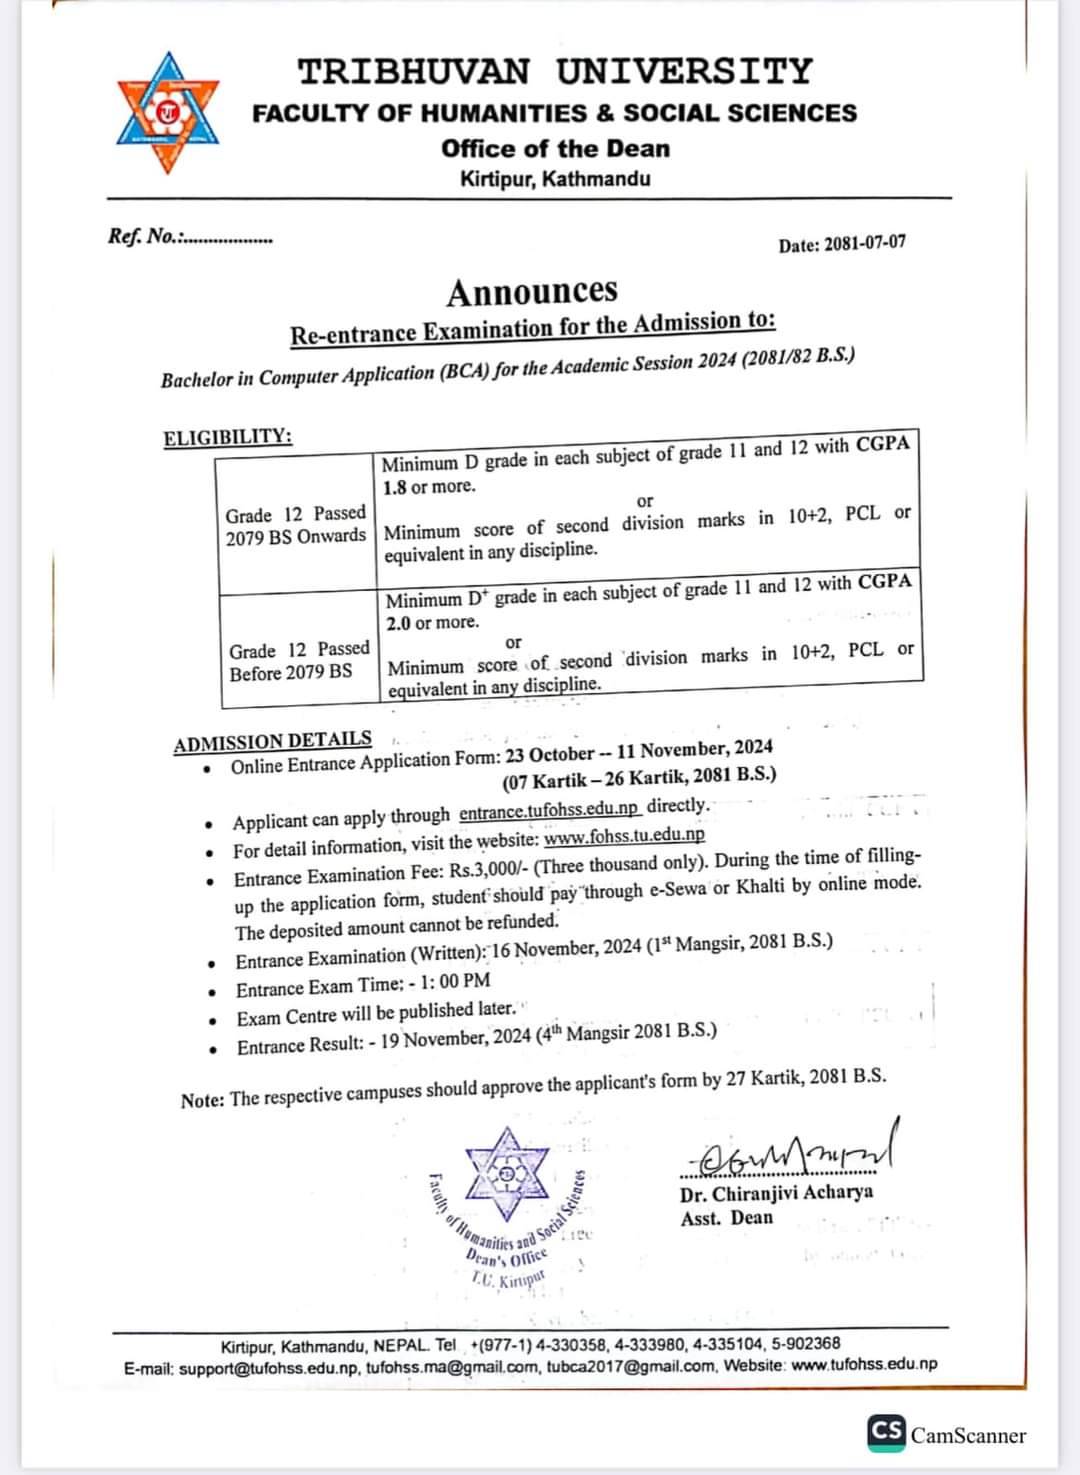 TRIBHUVAN UNIVERSITY
FACULTY OF HUMANITIES & SOCIAL SCIENCES
Office of the Dean
Kirtipur, Kathmandu
Ref. No.:...................
Date: 2081-07-07
Announces
Re-entrance Examination for the Admission to:
Bachelor in Computer Application (BCA) for the Academic Session 2024 (2081/82 B.S.)
ELIGIBILITY:
Grade 12 Passed
2079 BS Onwards
Minimum D grade in each subject of grade 11 and 12 with CGPA
1.8 or more.
or
Minimum score of second division marks in 10+2, PCL or
equivalent in any discipline.
Grade 12 Passed
Before 2079 BS
Minimum D+ grade in each subject of grade 11 and 12 with CGPA
2.0 or more.
or
Minimum score of second division marks in 10+2, PCL or
equivalent in any discipline.
ADMISSION DETAILS
• Online Entrance Application Form: 23 October -- 11 November, 2024
(07 Kartik – 26 Kartik, 2081 B.S.)
• Applicant can apply through entrance.tufohss.edu.np directly.
• For detail information, visit the website: www.fohss.tu.edu.np
• Entrance Examination Fee: Rs.3,000/- (Three thousand only). During the time of filling-
up the application form, student should pay through e-Sewa or Khalti by online mode.
The deposited amount cannot be refunded.
• Entrance Examination (Written): 16 November, 2024 (1st Mangsir, 2081 B.S.)
• Entrance Exam Time: - 1: 00 PM
• Exam Centre will be published later.
• Entrance Result: - 19 November, 2024 (4th Mangsir 2081 B.S.)
Note: The respective campuses should approve the applicant's form by 27 Kartik, 2081 B.S.
Faculty of Humanities and Social Sciences
Dean's Office
T.U. Kirtipur
Dr. Chiranjivi Acharya
Asst. Dean
Kirtipur, Kathmandu, NEPAL. Tel +(977-1) 4-330358, 4-333980, 4-335104, 5-902368
E-mail: support@tufohss.edu.np, tufohss.ma@gmail.com, tubca2017@gmail.com, Website: www.tufohss.edu.np
CS CamScanner